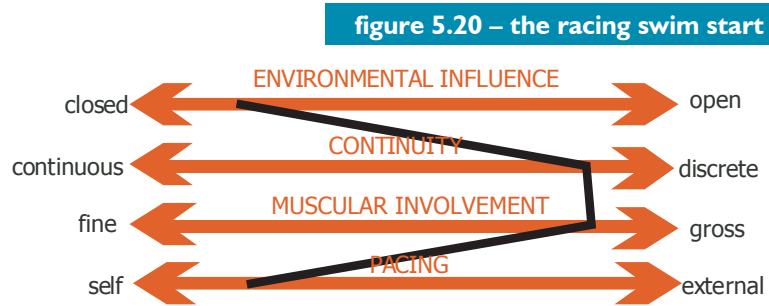 figure 5.20 – the racing swim start
ENVIRONMENTAL INFLUENCE
closed open
CONTINUITY
continuous discrete
MUSCULAR INVOLVEMENT
fine gross
PACING
self external